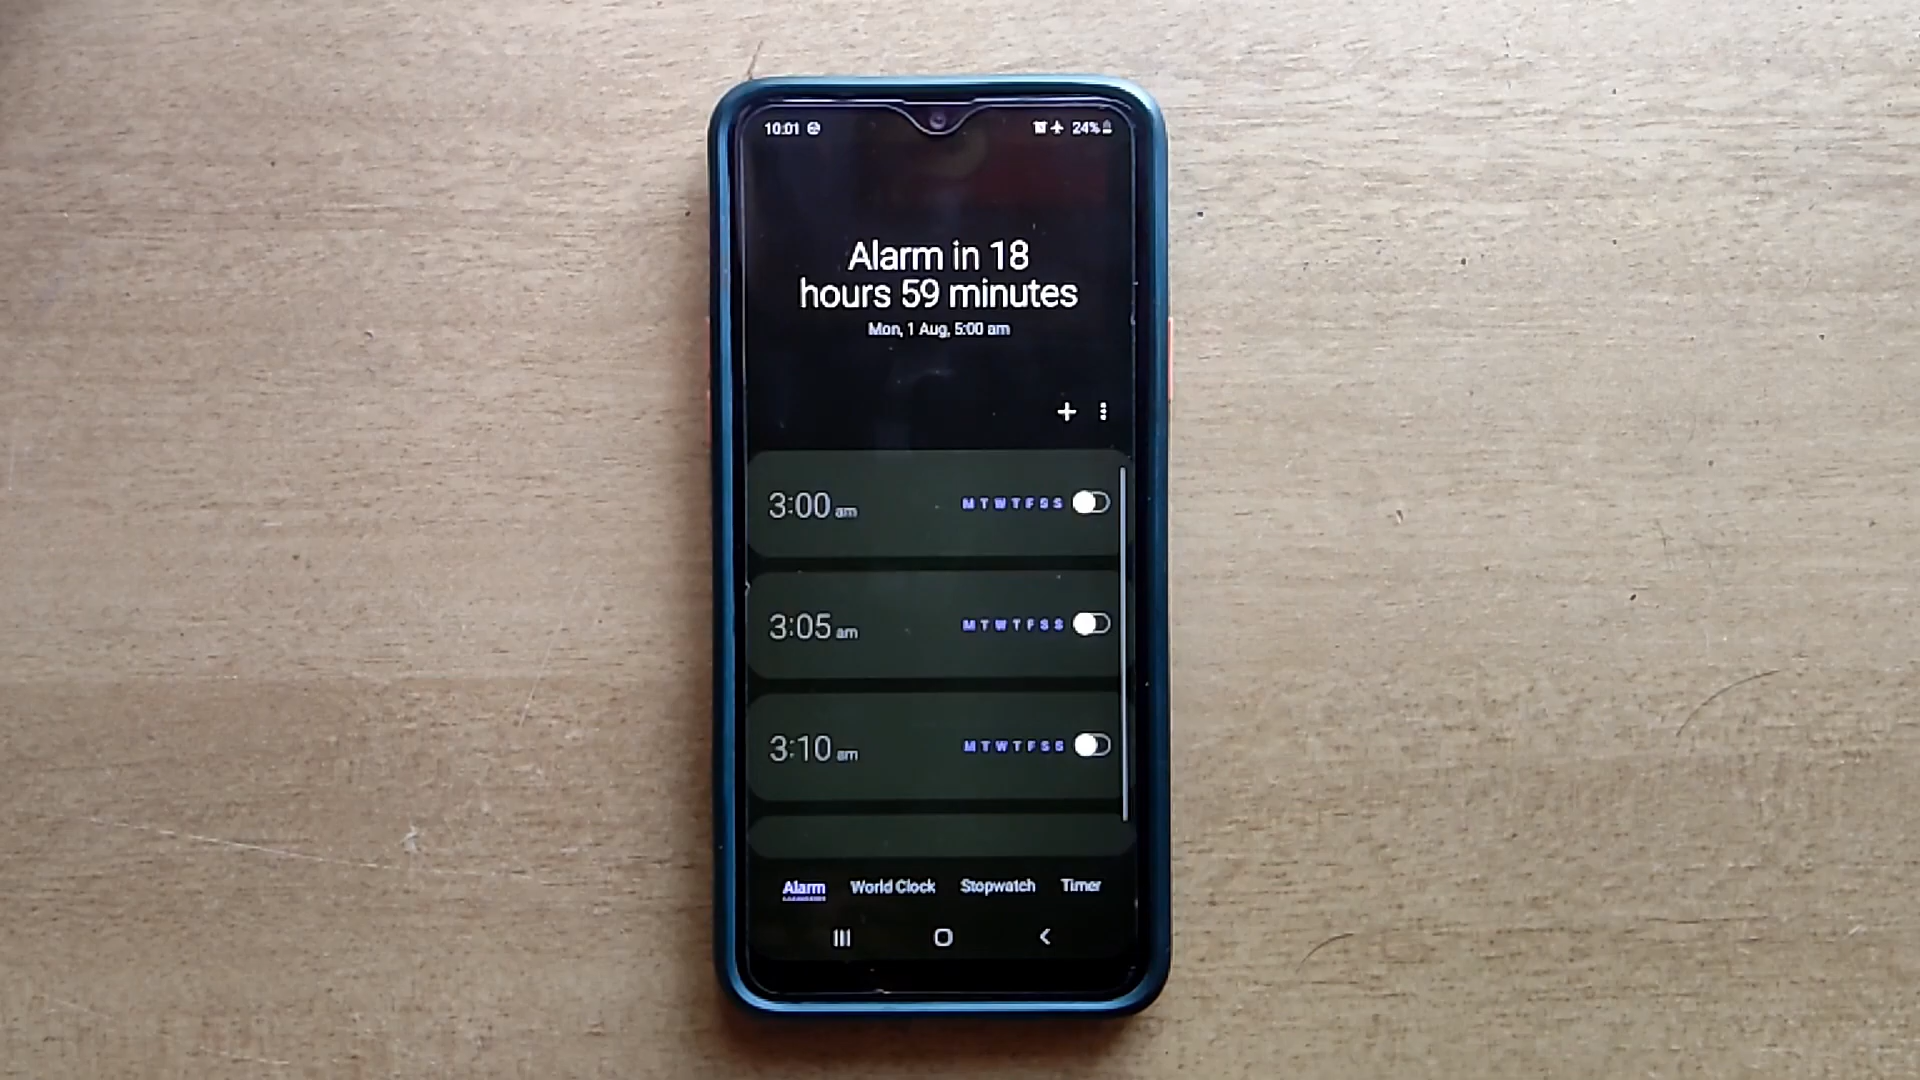 10:01 24%
Alarm in 18
hours 59 minutes
Mon, 1 Aug, 5:00 am
3:00 am M T W T F S S
3:05 am M T W T F S S
3:10 am M T W T F S S
Alarm World Clock Stopwatch Timer